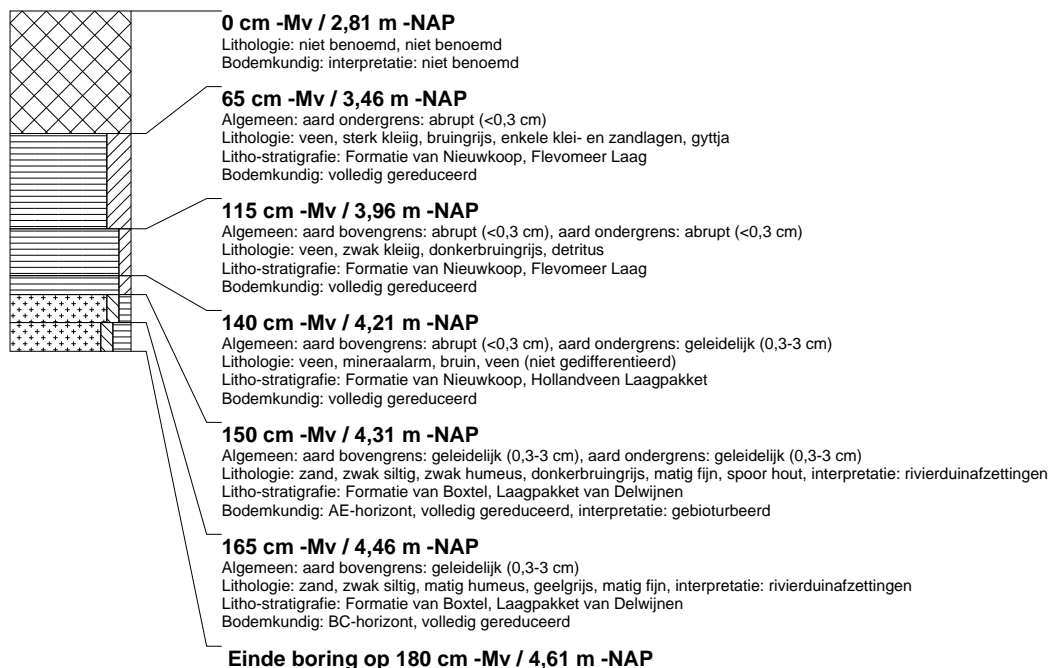 0 cm -Mv / 2,81 m -NAP
Lithologie: niet benoemd, niet benoemd
Bodemkundig: interpretatie: niet benoemd
65 cm -Mv / 3,46 m -NAP
Algemeen: aard ondergrens: abrupt (<0,3 cm)
Lithologie: veen, sterk kleiig, bruingrijs, enkele klei- en zandlagen, gyttja
Litho-stratigrafie: Formatie van Nieuwkoop, Flevomeer Laag
Bodemkundig: volledig gereduceerd
115 cm -Mv / 3,96 m -NAP
Algemeen: aard bovengrens: abrupt (<0,3 cm), aard ondergrens: abrupt (<0,3 cm)
Lithologie: veen, zwak kleiig, donkerbruingrijs, detritus
Litho-stratigrafie: Formatie van Nieuwkoop, Flevomeer Laag
Bodemkundig: volledig gereduceerd
140 cm -Mv / 4,21 m -NAP
Algemeen: aard bovengrens: abrupt (<0,3 cm), aard ondergrens: geleidelijk (0,3-3 cm)
Lithologie: veen, mineraalarm, bruin, veen (niet gedifferentieerd)
Litho-stratigrafie: Formatie van Nieuwkoop, Hollandveen Laagpakket
Bodemkundig: volledig gereduceerd
150 cm -Mv / 4,31 m -NAP
Algemeen: aard bovengrens: geleidelijk (0,3-3 cm), aard ondergrens: geleidelijk (0,3-3 cm)
Lithologie: zand, zwak siltig, zwak humeus, donkerbruingrijs, matig fijn, spoor hout, interpretatie: rivierduinafzettingen
Litho-stratigrafie: Formatie van Boxtel, Laagpakket van Delwijnen
Bodemkundig: AE-horizont, volledig gereduceerd, interpretatie: gebioturbeerd
165 cm -Mv / 4,46 m -NAP
Algemeen: aard bovengrens: geleidelijk (0,3-3 cm)
Lithologie: zand, zwak siltig, matig humeus, geelgrijs, matig fijn, interpretatie: rivierduinafzettingen
Litho-stratigrafie: Formatie van Boxtel, Laagpakket van Delwijnen
Bodemkundig: BC-horizont, volledig gereduceerd
Einde boring op 180 cm -Mv / 4,61 m -NAP